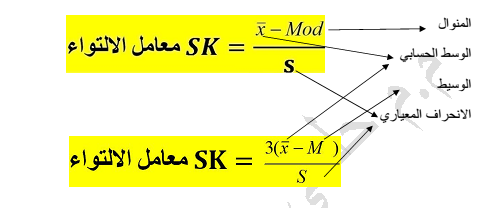 معامل الالتواء SK = (x̄ − Mod) / s
المنوال
الوسط الحسابي
الوسيط
الانحراف المعياري
معامل الالتواء SK = 3(x̄ − M ) / S